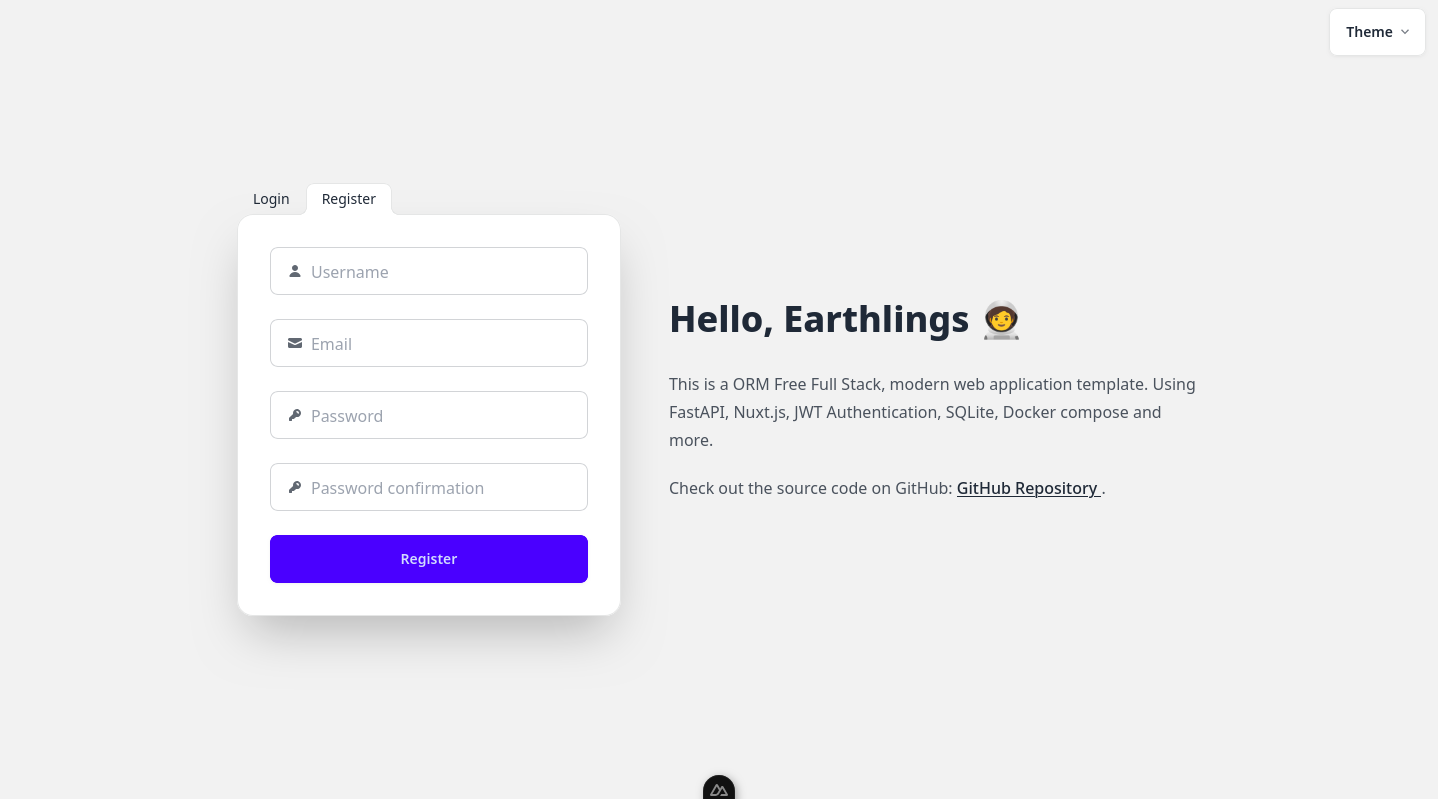 Theme
Login
Register
Username
Email
Password
Password confirmation
Register
Hello, Earthlings 👩‍🚀
This is a ORM Free Full Stack, modern web application template. Using
FastAPI, Nuxt.js, JWT Authentication, SQLite, Docker compose and
more.
Check out the source code on GitHub: GitHub Repository .